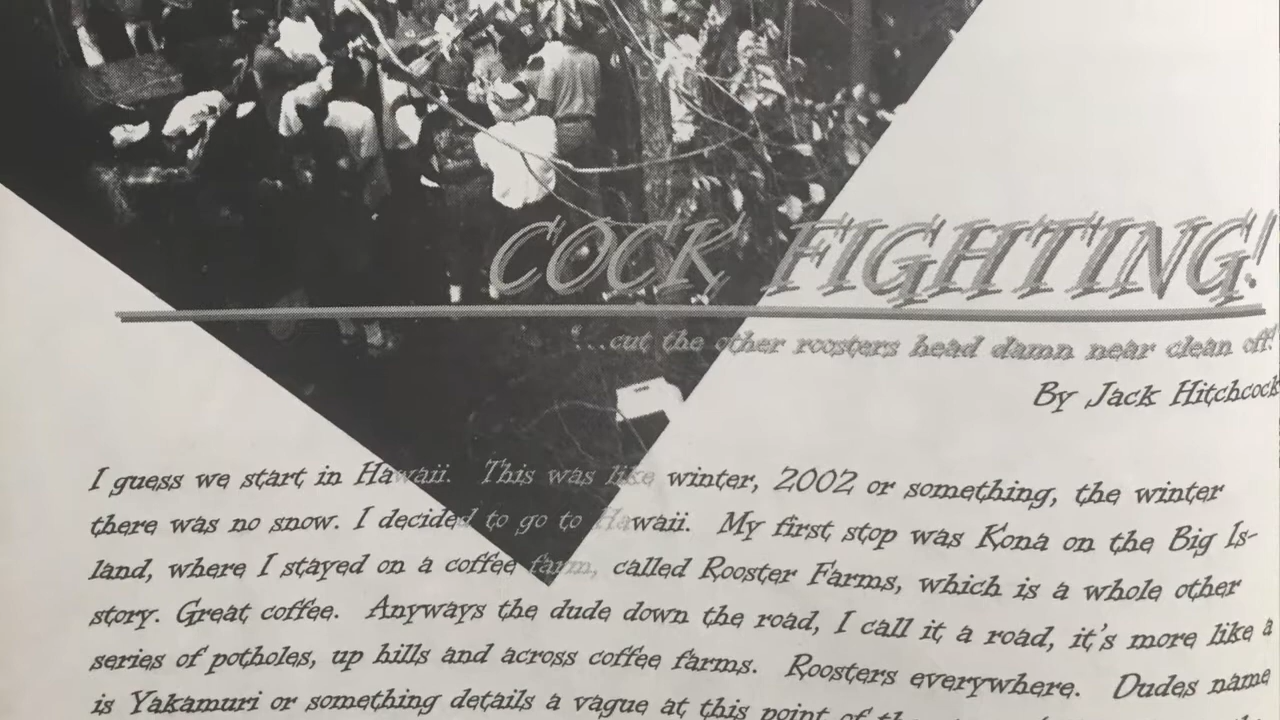 COCK FIGHTING!
"...cut the other roosters head damn near clean off!
By Jack Hitchcock
I guess we start in Hawaii. This was like winter, 2002 or something, the winter
there was no snow. I decided to go to Hawaii. My first stop was Kona on the Big Is-
land, where I stayed on a coffee farm, called Rooster Farms, which is a whole other
story. Great coffee. Anyways the dude down the road, I call it a road, it's more like a
series of potholes, up hills and across coffee farms. Roosters everywhere. Dudes name
is Yakamuri or something details a vague at this point of